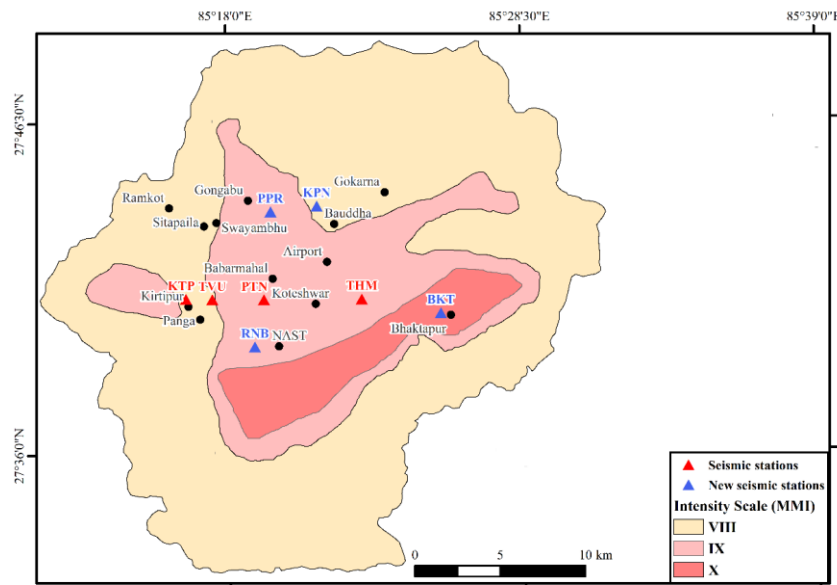 85°18'0"E 85°28'30"E 85°39'0"E
27°46'30"N
27°36'0"N
Gokarna
Ramkot Gongabu PPR KPN
Sitapaila Swayambhu Bauddha
Airport
Babarmahal
KTP TVU PTN THM
Kirtipur Koteshwar BKT
Panga
RNB NAST Bhaktapur
Seismic stations
New seismic stations
Intensity Scale (MMI)
VIII
IX
X
0 5 10 km